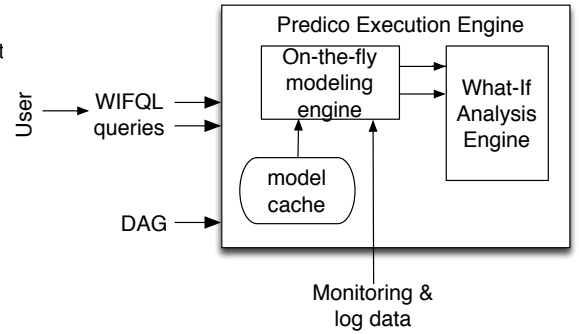 Predico Execution Engine
t
On-the-fly
modeling
engine
What-If
Analysis
Engine
User
WIFQL
queries
model
cache
DAG
Monitoring &
log data